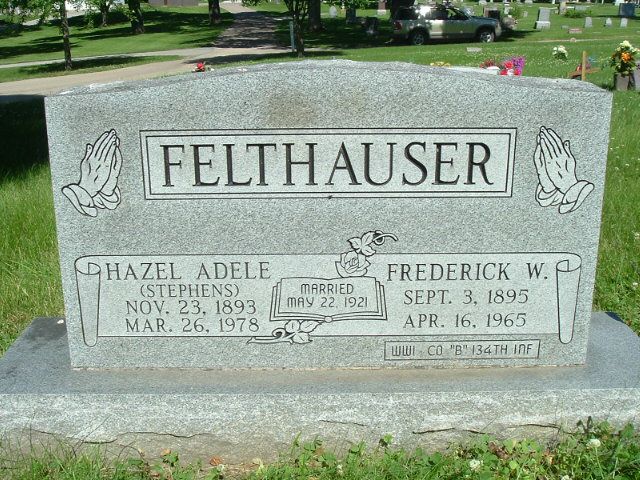 FELTHAUSER
HAZEL ADELE
(STEPHENS)
NOV. 23, 1893
MAR. 26, 1978
MARRIED
MAY 22, 1921
FREDERICK W.
SEPT. 3, 1895
APR. 16, 1965
WWI - CO "B" 134TH INF